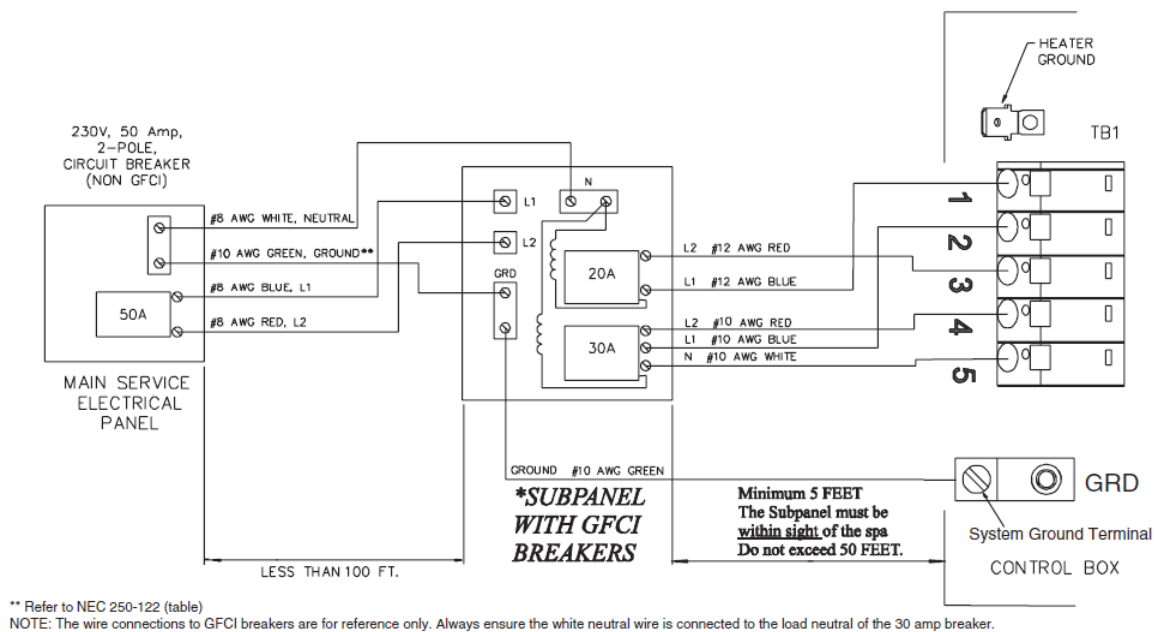 HEATER
GROUND
TB1
230V, 50 Amp,
2-POLE,
CIRCUIT BREAKER
(NON GFCI)
#8 AWG WHITE, NEUTRAL
#10 AWG GREEN, GROUND**
#8 AWG BLUE, L1
#8 AWG RED, L2
50A
MAIN SERVICE
ELECTRICAL
PANEL
N
L1
L2
GRD
20A
30A
L2 #12 AWG RED
L1 #12 AWG BLUE
L2 #10 AWG RED
L1 #10 AWG BLUE
N #10 AWG WHITE
1
2
3
4
5
GROUND #10 AWG GREEN
*SUBPANEL
WITH GFCI
BREAKERS
Minimum 5 FEET
The Subpanel must be
within sight of the spa
Do not exceed 50 FEET.
GRD
System Ground Terminal
CONTROL BOX
LESS THAN 100 FT.
** Refer to NEC 250-122 (table)
NOTE: The wire connections to GFCI breakers are for reference only. Always ensure the white neutral wire is connected to the load neutral of the 30 amp breaker.